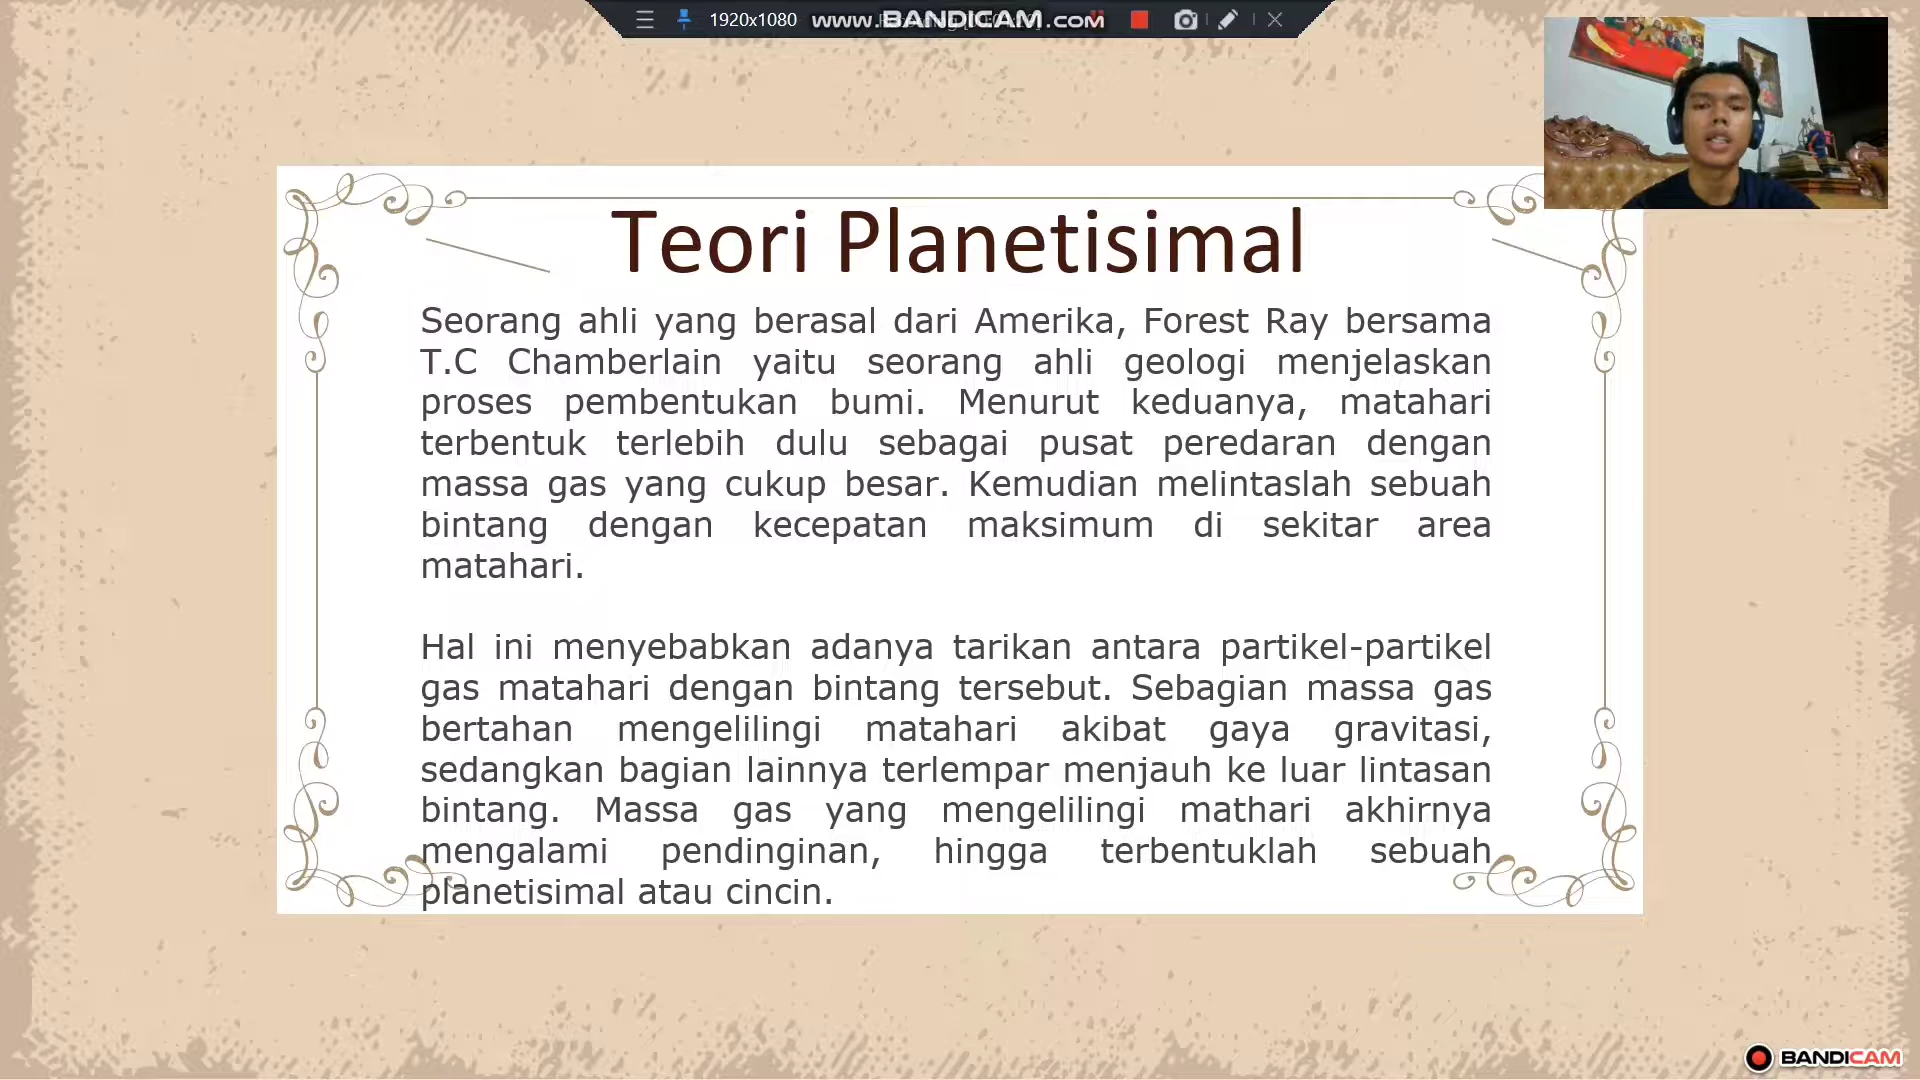 1920x1080
www.BANDICAM.COM
Teori Planetisimal
Seorang ahli yang berasal dari Amerika, Forest Ray bersama
T.C Chamberlain yaitu seorang ahli geologi menjelaskan
proses pembentukan bumi. Menurut keduanya, matahari
terbentuk terlebih dulu sebagai pusat peredaran dengan
massa gas yang cukup besar. Kemudian melintaslah sebuah
bintang dengan kecepatan maksimum di sekitar area
matahari.
Hal ini menyebabkan adanya tarikan antara partikel-partikel
gas matahari dengan bintang tersebut. Sebagian massa gas
bertahan mengelilingi matahari akibat gaya gravitasi,
sedangkan bagian lainnya terlempar menjauh ke luar lintasan
bintang. Massa gas yang mengelilingi mathari akhirnya
mengalami pendinginan, hingga terbentuklah sebuah
planetisimal atau cincin.
BANDICAM